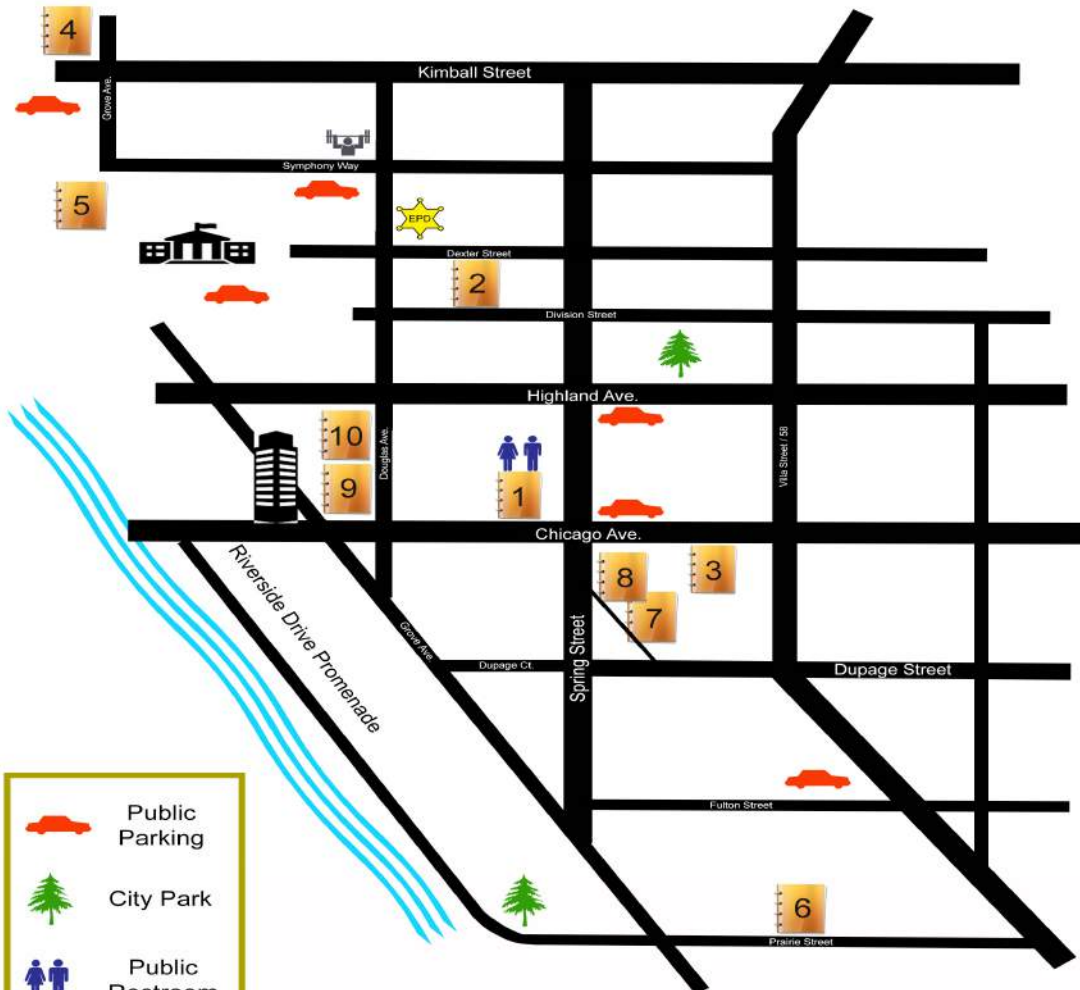 4
Kimball Street
Grove Ave.
Symphony Way
5
EPD
Dexter Street
2
Division Street
Highland Ave.
10
Douglas Ave.
Villa Street / 58
9
1
Chicago Ave.
Riverside Drive Promenade
8
3
7
Grove Ave.
Spring Street
Dupage Ct.
Dupage Street
Fulton Street
6
Prairie Street
Public
Parking
City Park
Public
Restroom